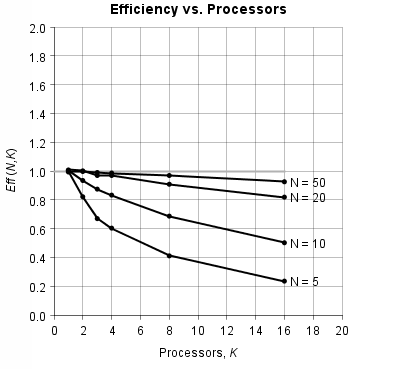 Efficiency vs. Processors
2.0
1.8
1.6
1.4
1.2
1.0
0.8
0.6
0.4
0.2
0.0
Eff (N,K)
N = 50
N = 20
N = 10
N = 5
0 2 4 6 8 10 12 14 16 18 20
Processors, K